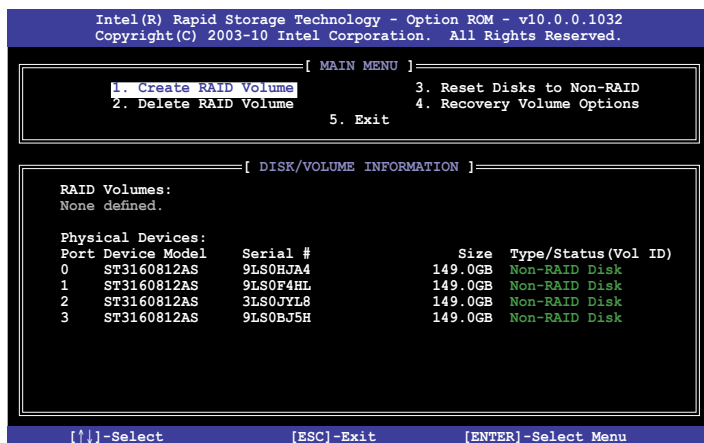 Intel(R) Rapid Storage Technology - Option ROM - v10.0.0.1032
Copyright(C) 2003-10 Intel Corporation. All Rights Reserved.
[ MAIN MENU ]
1. Create RAID Volume 3. Reset Disks to Non-RAID
2. Delete RAID Volume 4. Recovery Volume Options
5. Exit
[ DISK/VOLUME INFORMATION ]
RAID Volumes:
None defined.
Physical Devices:
Port Device Model Serial # Size Type/Status(Vol ID)
0 ST3160812AS 9LS0HJA4 149.0GB Non-RAID Disk
1 ST3160812AS 9LS0F4HL 149.0GB Non-RAID Disk
2 ST3160812AS 3LS0JYL8 149.0GB Non-RAID Disk
3 ST3160812AS 9LS0BJ5H 149.0GB Non-RAID Disk
[↑↓]-Select [ESC]-Exit [ENTER]-Select Menu